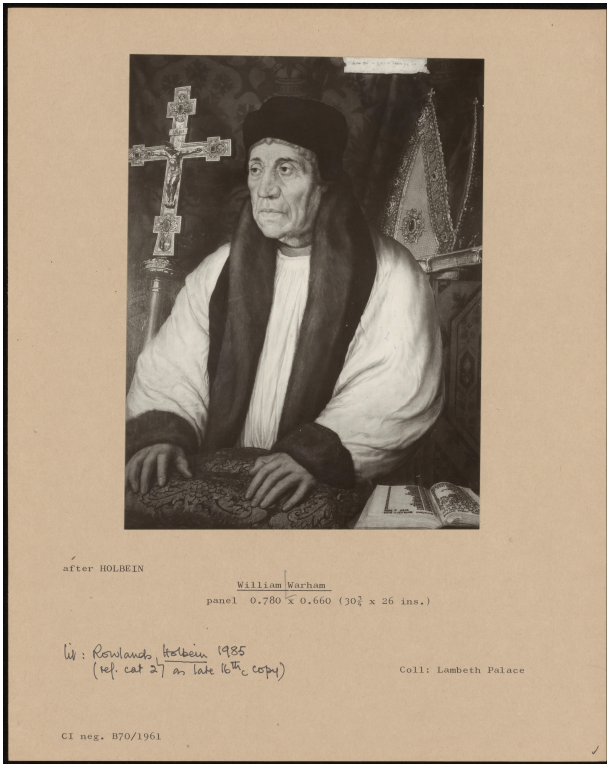 after HOLBEIN
William Warham
panel 0.780 x 0.660 (30¾ x 26 ins.)
lit: Rowlands, Holbein 1985
(ref. cat 27 as late 16th c copy)
Coll: Lambeth Palace
CI neg. B70/1961